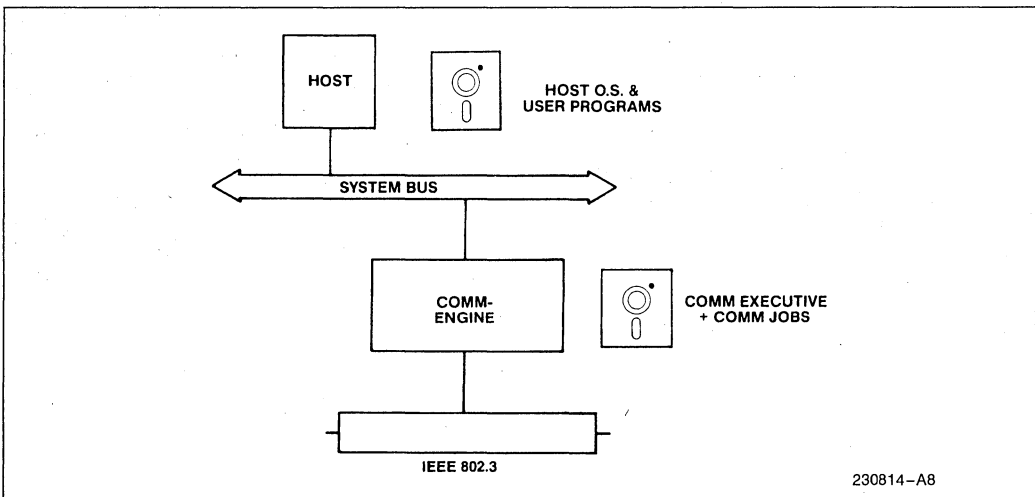 HOST
HOST O.S. &
USER PROGRAMS
SYSTEM BUS
COMM-
ENGINE
COMM EXECUTIVE
+ COMM JOBS
IEEE 802.3
230814-A8